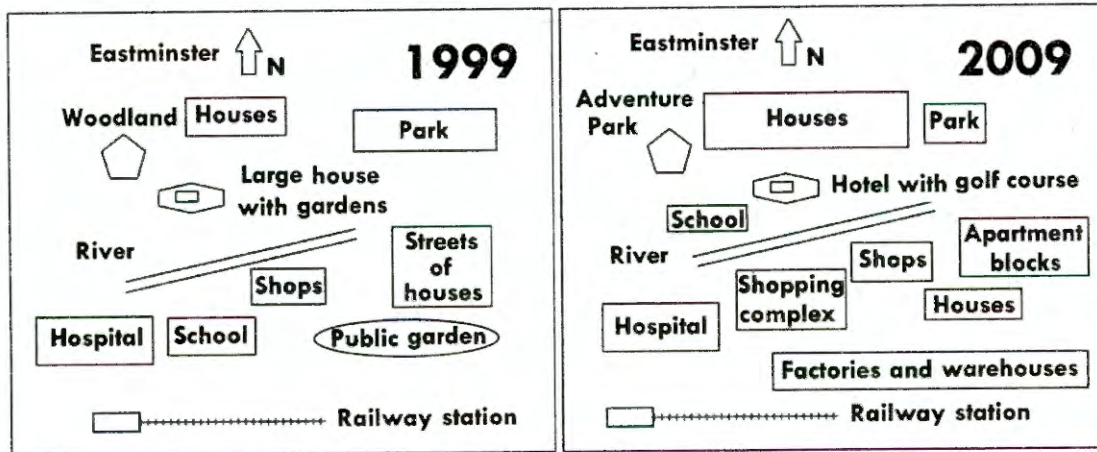 Eastminster
N
1999
Woodland
Houses
Park
Large house
with gardens
River
Streets
of
houses
Shops
Hospital
School
Public garden
Railway station
Eastminster
N
2009
Adventure
Park
Houses
Park
Hotel with golf course
School
River
Shops
Apartment
blocks
Shopping
complex
Houses
Hospital
Factories and warehouses
Railway station